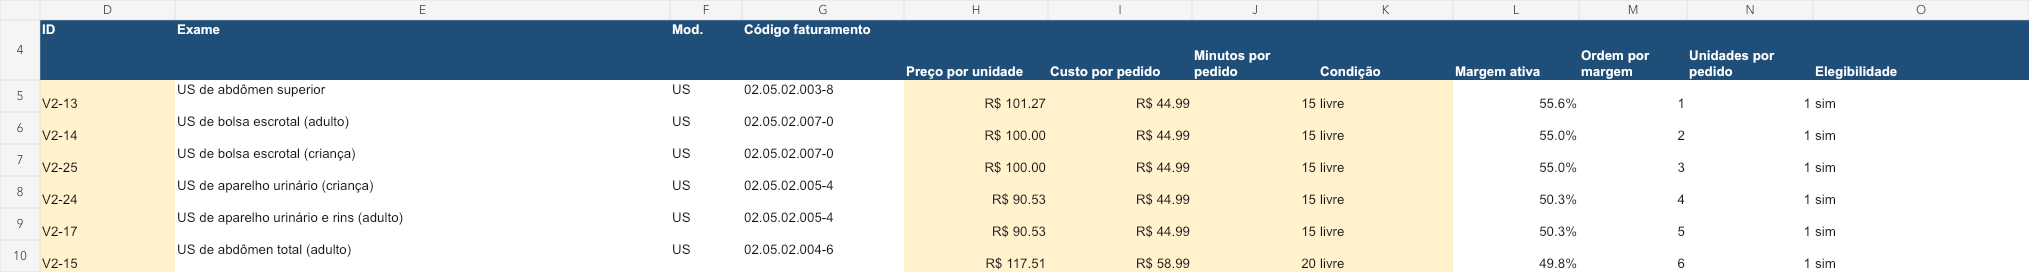 D E F G H I J K L M N O
4 ID Exame Mod. Código faturamento Preço por unidade Custo por pedido Minutos por pedido Condição Margem ativa Ordem por margem Unidades por pedido Elegibilidade
5 V2-13 US de abdômen superior US 02.05.02.003-8 R$ 101.27 R$ 44.99 15 livre 55.6% 1 1 sim
6 V2-14 US de bolsa escrotal (adulto) US 02.05.02.007-0 R$ 100.00 R$ 44.99 15 livre 55.0% 2 1 sim
7 V2-25 US de bolsa escrotal (criança) US 02.05.02.007-0 R$ 100.00 R$ 44.99 15 livre 55.0% 3 1 sim
8 V2-24 US de aparelho urinário (criança) US 02.05.02.005-4 R$ 90.53 R$ 44.99 15 livre 50.3% 4 1 sim
9 V2-17 US de aparelho urinário e rins (adulto) US 02.05.02.005-4 R$ 90.53 R$ 44.99 15 livre 50.3% 5 1 sim
10 V2-15 US de abdômen total (adulto) US 02.05.02.004-6 R$ 117.51 R$ 58.99 20 livre 49.8% 6 1 sim